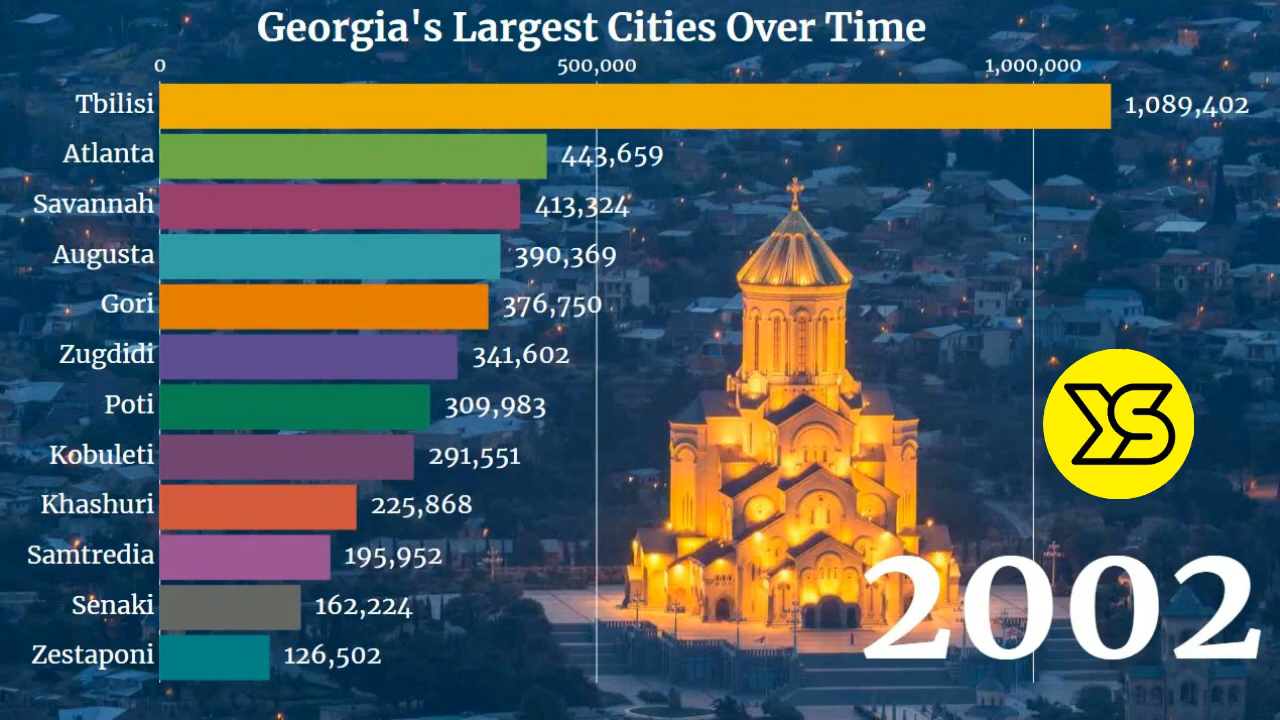 Georgia's Largest Cities Over Time
0 500,000 1,000,000
Tbilisi 1,089,402
Atlanta 443,659
Savannah 413,324
Augusta 390,369
Gori 376,750
Zugdidi 341,602
Poti 309,983
Kobuleti 291,551
Khashuri 225,868
Samtredia 195,952
Senaki 162,224
Zestaponi 126,502
YS
2002